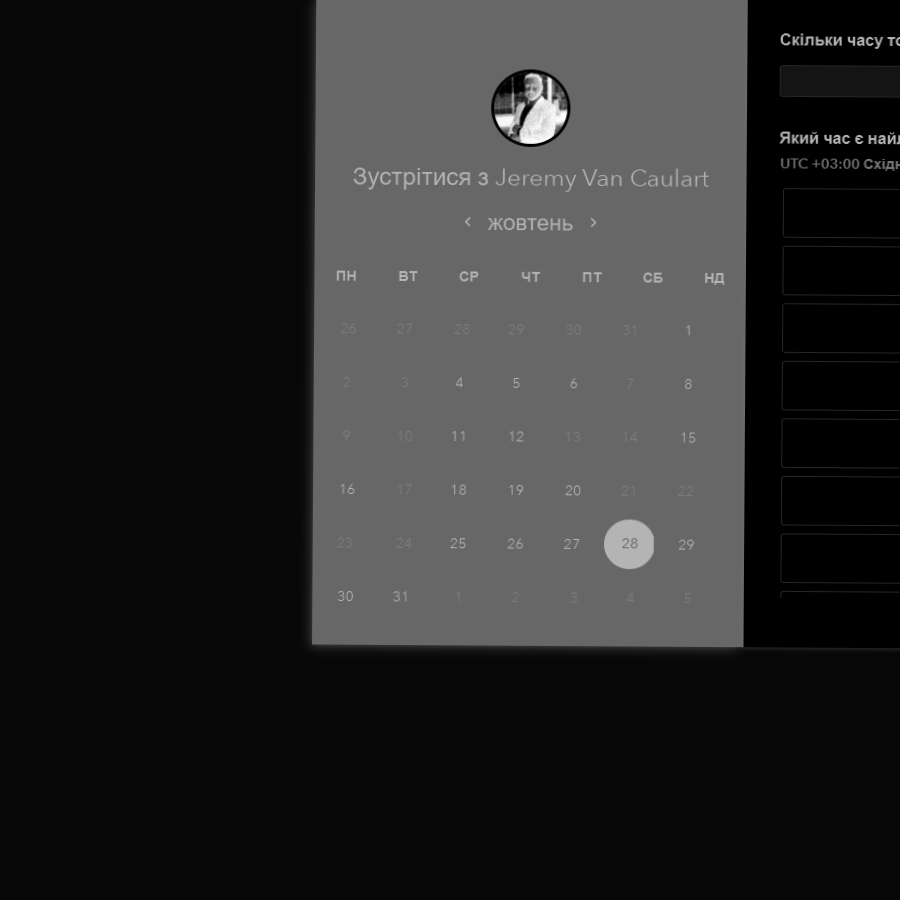 Зустрітися з Jeremy Van Caulart
жовтень
ПН ВТ СР ЧТ ПТ СБ НД
26 27 28 29 30 31 1
2 3 4 5 6 7 8
9 10 11 12 13 14 15
16 17 18 19 20 21 22
23 24 25 26 27 28 29
30 31 1 2 3 4 5
Скільки часу
Який час є
UTC +03:00